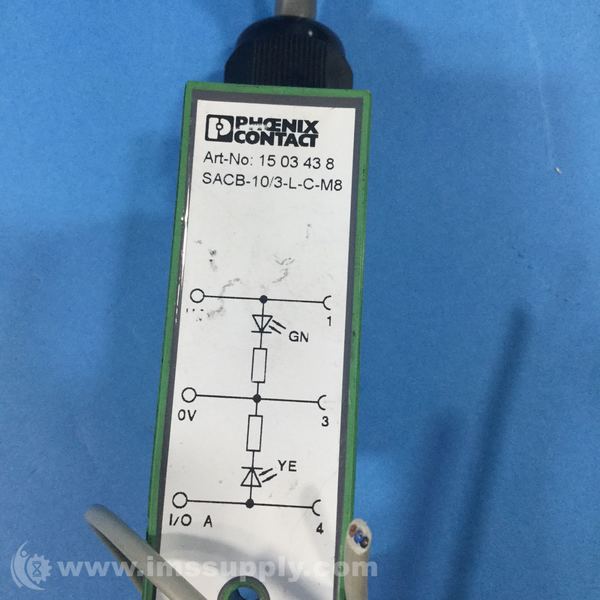 PHŒNIX
CONTACT
Art-No: 15 03 43 8
SACB-10/3-L-C-M8
1
GN
0V
3
YE
I/O A
4
www.imssupply.com